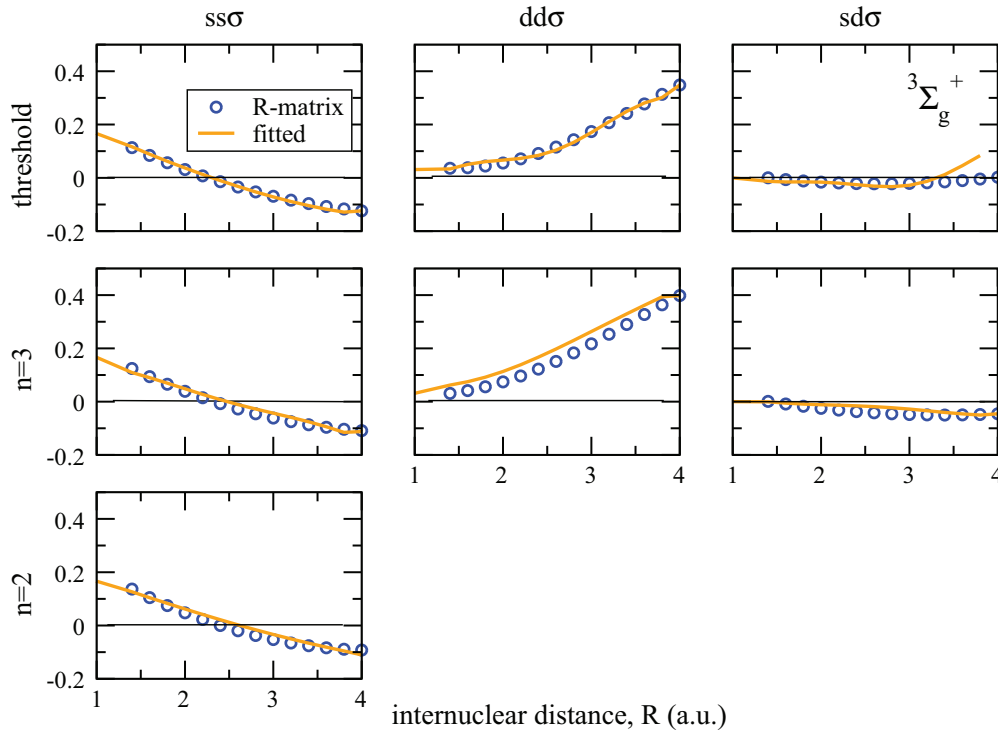 ssσ ddσ sdσ
threshold
0.4
0.2
0
-0.2
R-matrix
fitted
³Σg⁺
n=3
0.4
0.2
0
-0.2
1 2 3 4
1 2 3 4
n=2
0.4
0.2
0
-0.2
1 2 3 4
internuclear distance, R (a.u.)